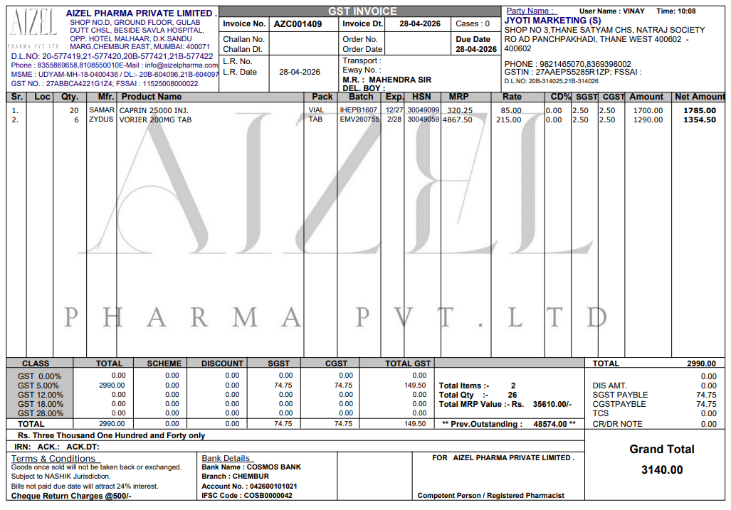 AIZEL
PHARMA PVT.LTD
AIZEL PHARMA PRIVATE LIMITED .
SHOP NO.D, GROUND FLOOR, GULAB
DUTT CHSL, BESIDE SAVLA HOSPITAL,
OPP. HOTEL MALHAAR, D.K.SANDU
MARG,CHEMBUR EAST, MUMBAI: 400071
D.L.NO: 20-577419,21-577420,20B-577421,21B-577422
Phone : 8355869658,8108555001 0E-Mail : info@aizelpharma.com
MSME : UDYAM-MH-18-0400436 / DL:- 20B-604096,21B-604097
GST NO. : 27ABBCA4221G1Z4; FSSAI : 11525008000022
GST INVOICE
Invoice No. AZC001409 Invoice Dt. 28-04-2026 Cases : 0
Challan No. Order No. Due Date
Challan Dt. Order Date 28-04-2026
L.R. No. Transport :
L.R. Date 28-04-2026 Eway No. :
M.R. : MAHENDRA SIR
DEL. BOY :
Party Name : User Name : VINAY Time: 10:08
JYOTI MARKETING (S)
SHOP NO 3,THANE SATYAM CHS, NATRAJ SOCIETY
RO AD PANCHPAKHADI, THANE WEST 400602 -
400602
PHONE : 9821465070,8369398002
GSTIN : 27AAEPS5285R1ZP; FSSAI :
D.L NO: 20B-314025,21B-314026
Sr. Loc Qty. Mfr. Product Name Pack Batch Exp. HSN MRP Rate CD% SGST CGST Amount Net Amount
1. 20 SAMAR CAPRIN 25000 INJ. VIAL IHEPB1607 12/27 30049099 320.25 85.00 0.00 2.50 2.50 1700.00 1785.00
2. 6 ZYDUS VORIER 200MG TAB TAB EMV260755 2/28 30049059 4867.50 215.00 0.00 2.50 2.50 1290.00 1354.50
AIZEL
PHARMA PVT.LTD
CLASS TOTAL SCHEME DISCOUNT SGST CGST TOTAL GST
GST 0.00% 0.00 0.00 0.00 0.00 0.00 0.00
GST 5.00% 2990.00 0.00 0.00 74.75 74.75 149.50
GST 12.00% 0.00 0.00 0.00 0.00 0.00 0.00
GST 18.00% 0.00 0.00 0.00 0.00 0.00 0.00
GST 28.00% 0.00 0.00 0.00 0.00 0.00 0.00
TOTAL 2990.00 0.00 0.00 74.75 74.75 149.50
Total Items :- 2
Total Qty :- 26
Total MRP Value :- Rs. 35610.00/-
** Prev.Outstanding : 48574.00 **
TOTAL 2990.00
0.00
DIS AMT. 0.00
SGST PAYBLE 74.75
CGSTPAYBLE 74.75
TCS 0.00
CR/DR NOTE 0.00
Rs. Three Thousand One Hundred and Forty only
IRN: ACK.: ACK.DT:
Grand Total
3140.00
Terms & Conditions
Goods once sold will not be taken back or exchanged.
Subject to NASHIK Jurisdiction.
Bills not paid due date will attract 24% interest.
Cheque Return Charges @500/-
Bank Details
Bank Name : COSMOS BANK
Branch : CHEMBUR
Account No. : 042600101021
IFSC Code : COSB0000042
FOR AIZEL PHARMA PRIVATE LIMITED .
Competent Person / Registered Pharmacist